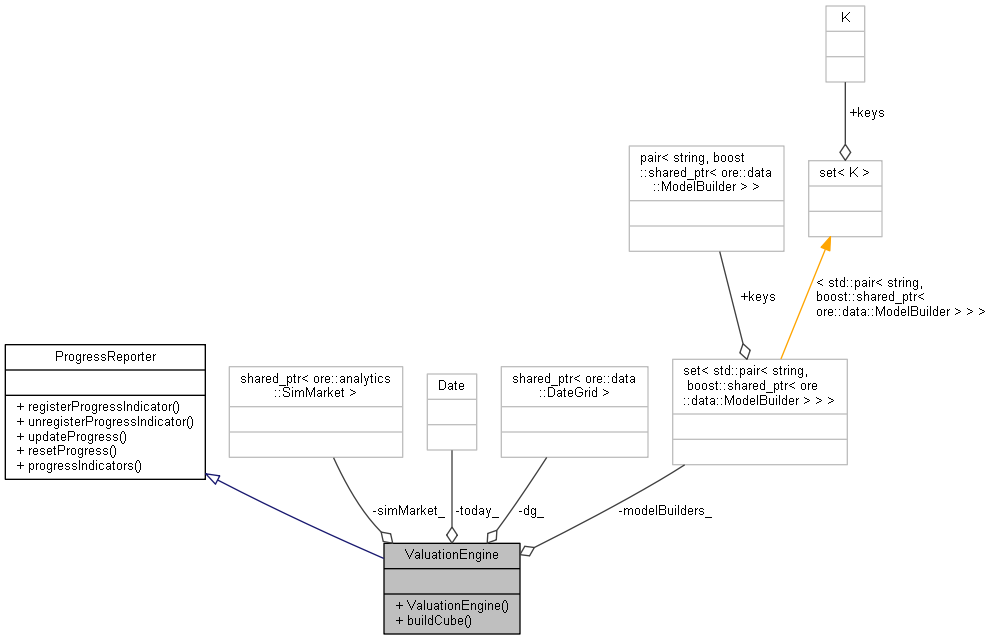 K
+keys
pair< string, boost
::shared_ptr< ore::data
::ModelBuilder > >
set< K >
+keys
< std::pair< string,
boost::shared_ptr<
ore::data::ModelBuilder > > >
ProgressReporter
+ registerProgressIndicator()
+ unregisterProgressIndicator()
+ updateProgress()
+ resetProgress()
+ progressIndicators()
shared_ptr< ore::analytics
::SimMarket >
Date
shared_ptr< ore::data
::DateGrid >
set< std::pair< string,
boost::shared_ptr< ore
::data::ModelBuilder > > >
-simMarket_
-today_
-dg_
-modelBuilders_
ValuationEngine
+ ValuationEngine()
+ buildCube()